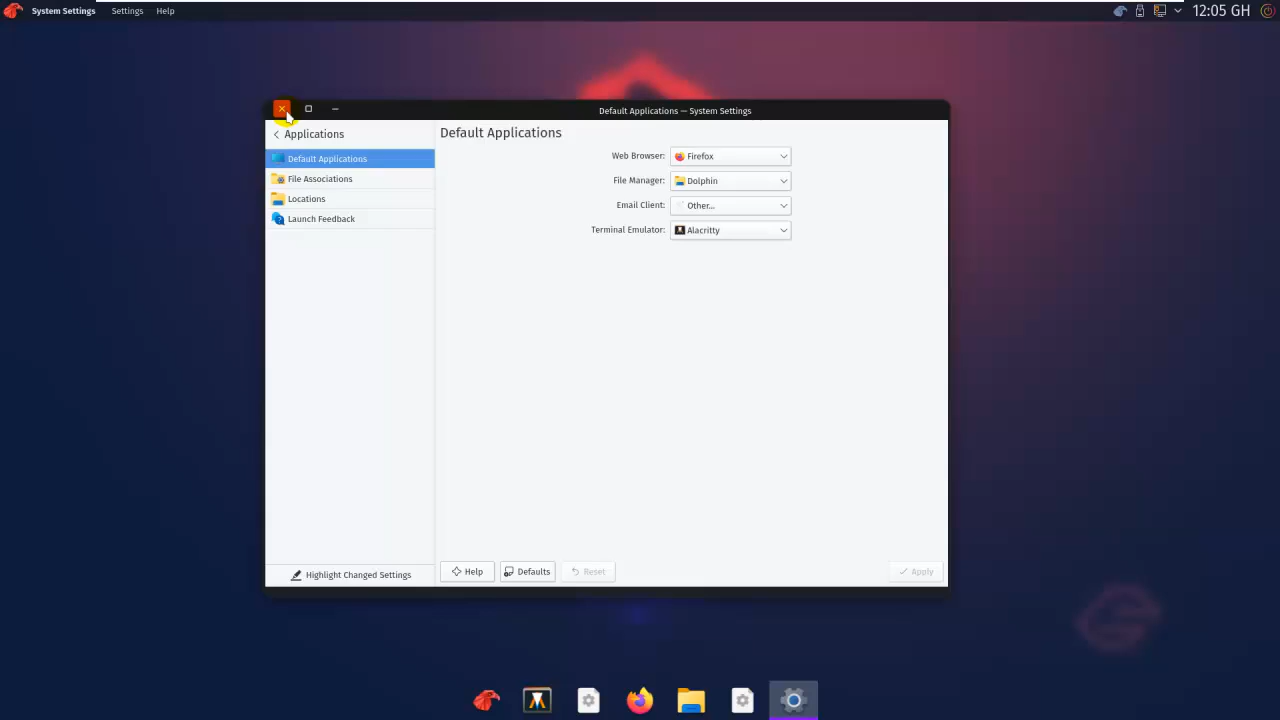 System Settings Settings Help 12:05 GH
Default Applications — System Settings
Applications
Default Applications
File Associations
Locations
Launch Feedback
Highlight Changed Settings
Default Applications
Web Browser: Firefox
File Manager: Dolphin
Email Client: Other...
Terminal Emulator: Alacritty
Help Defaults Reset Apply